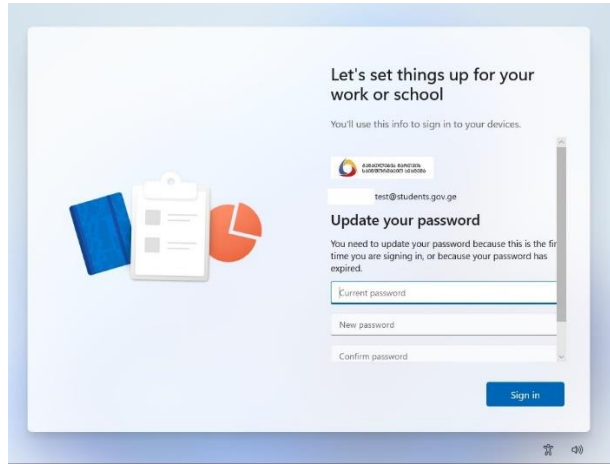 Let's set things up for your
work or school
You'll use this info to sign in to your devices.
test@students.gov.ge
Update your password
You need to update your password because this is the fir
time you are signing in, or because your password has
expired.
Current password
New password
Confirm password
Sign in